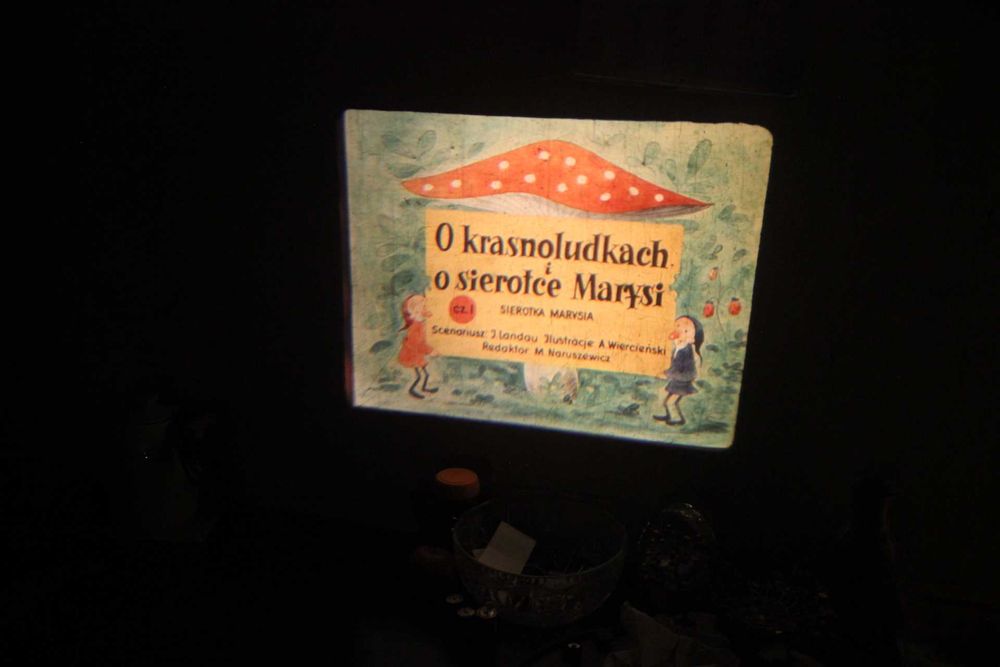 O krasnoludkach
i
o sierotce Marysi
cz. I SIEROTKA MARYSIA
Scenariusz: J. Landau Ilustracje: A. Wiercieński
Redaktor M. Naruszewicz